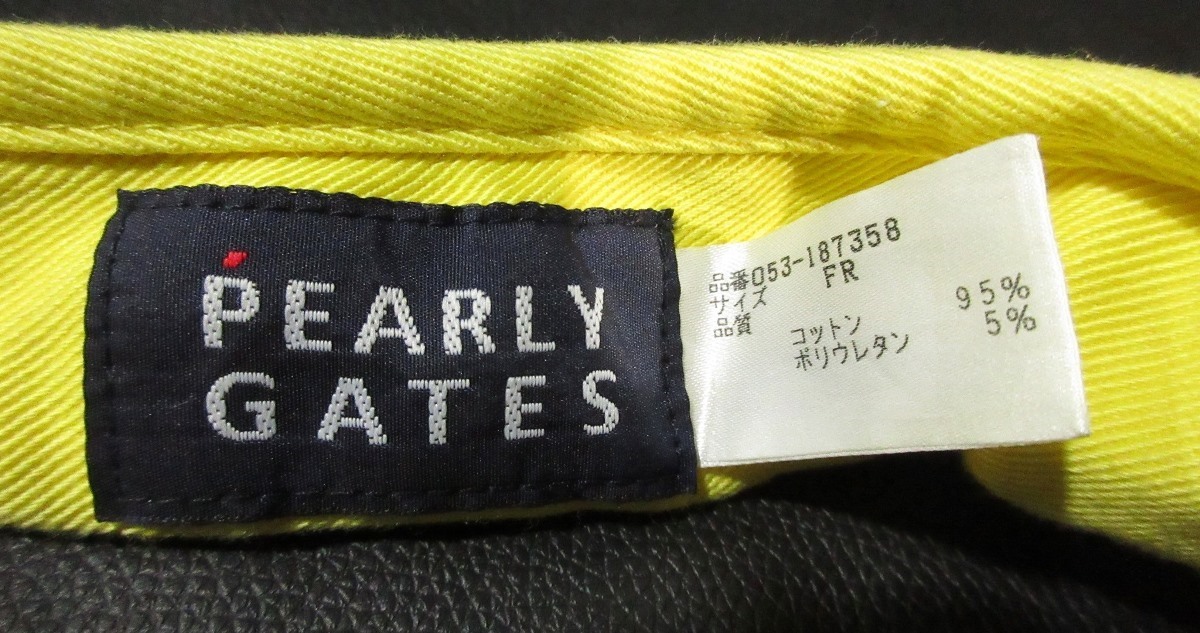 PEARLY
GATES
品番053-187358
サイズ FR
品質
コットン 95%
ポリウレタン 5%